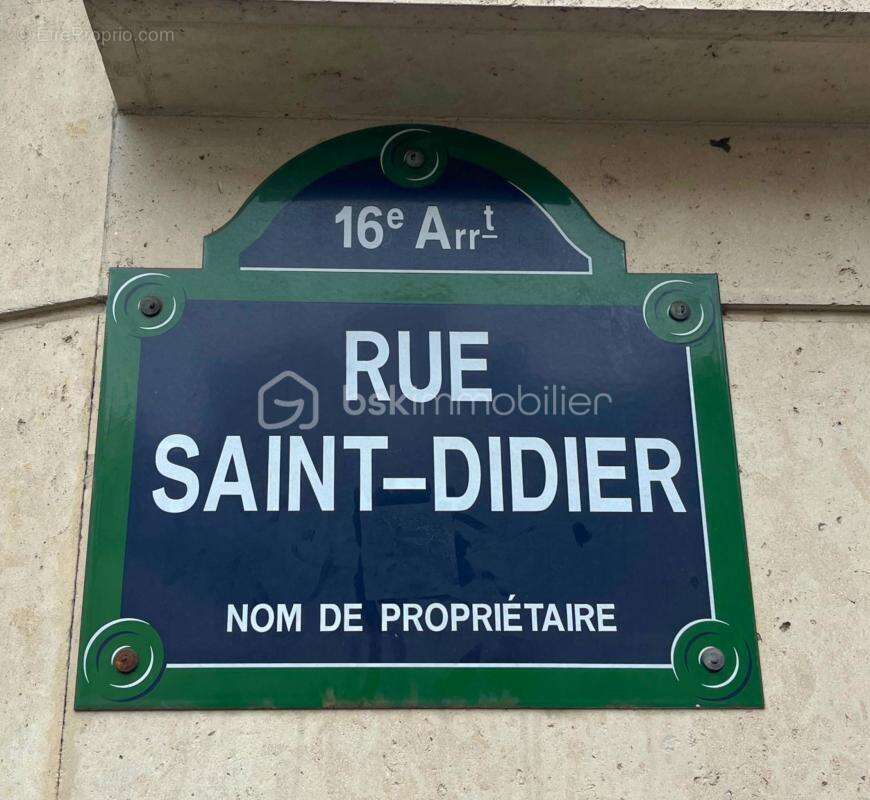 EtreProprio.com
16e Arrt
RUE
bskimmobilier
SAINT-DIDIER
NOM DE PROPRIÉTAIRE